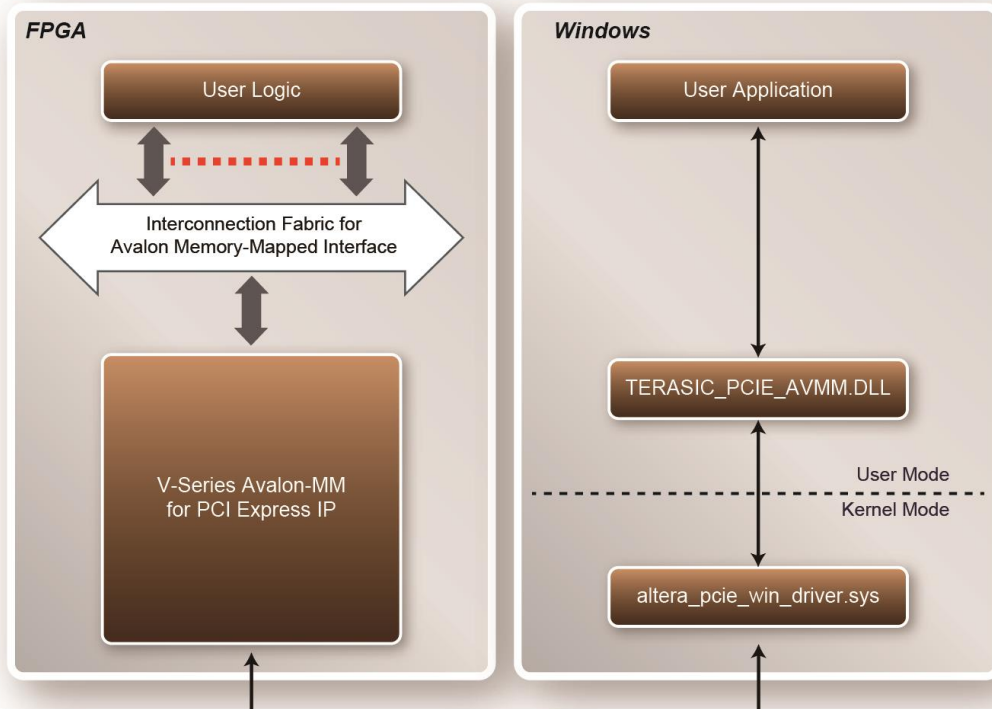 FPGA
User Logic
Interconnection Fabric for
Avalon Memory-Mapped Interface
V-Series Avalon-MM
for PCI Express IP
Windows
User Application
TERASIC_PCIE_AVMM.DLL
User Mode
Kernel Mode
altera_pcie_win_driver.sys